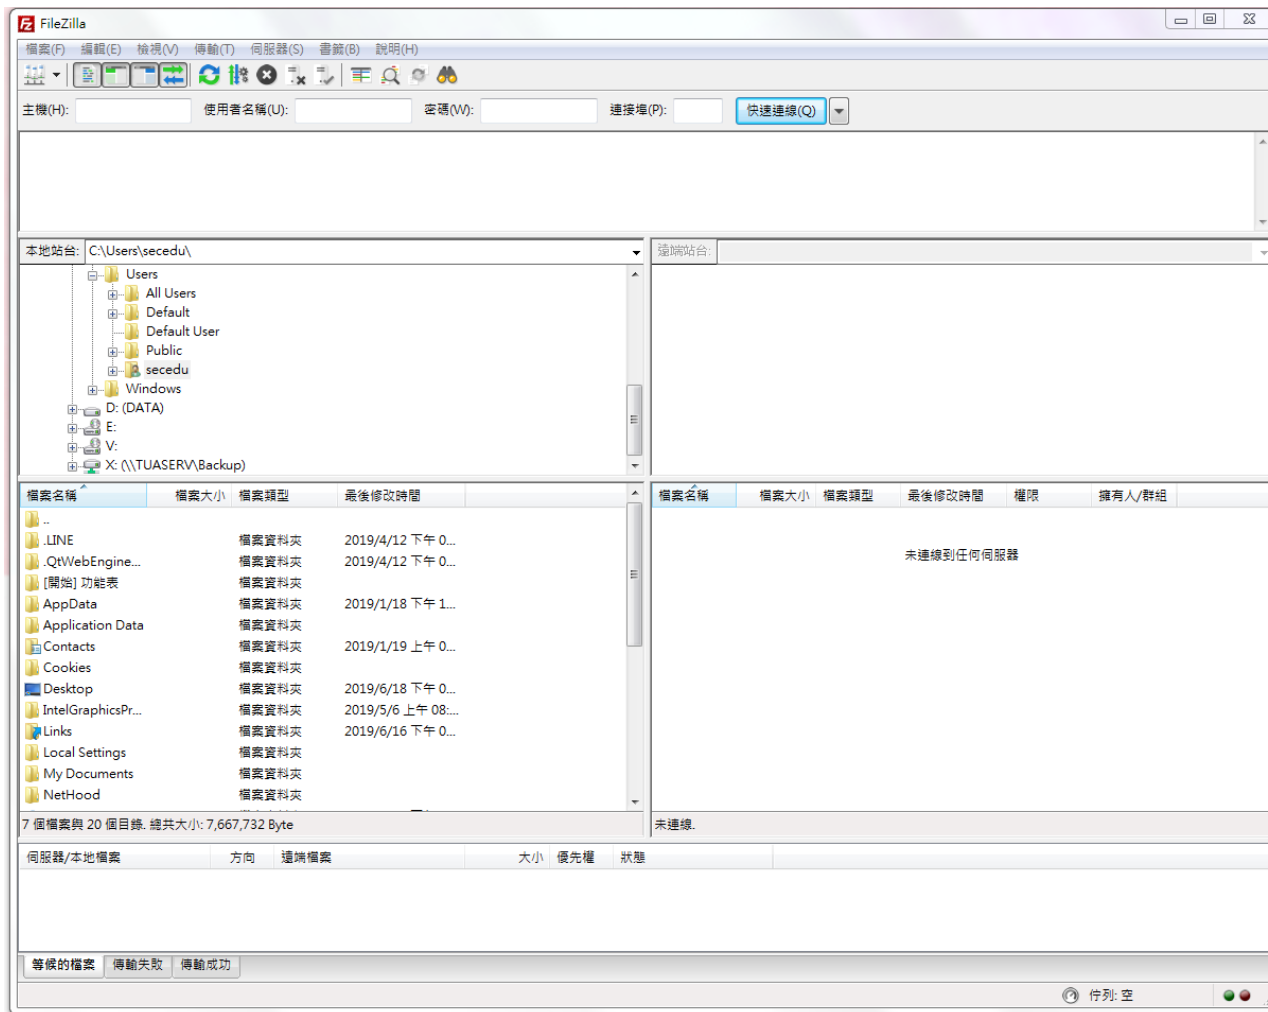 FileZilla
檔案(F) 編輯(E) 檢視(V) 傳輸(T) 伺服器(S) 書籤(B) 說明(H)
主機(H): 使用者名稱(U): 密碼(W): 連接埠(P): 快速連線(Q)
本地站台: C:\Users\secedu\
遠端站台:
Users
All Users
Default
Default User
Public
secedu
Windows
D: (DATA)
E:
V:
X: (\\TUASERV\Backup)
檔案名稱 檔案大小 檔案類型 最後修改時間
..
.LINE 檔案資料夾 2019/4/12 下午 0...
.QtWebEngine... 檔案資料夾 2019/4/12 下午 0...
[開始] 功能表 檔案資料夾
AppData 檔案資料夾 2019/1/18 下午 1...
Application Data 檔案資料夾
Contacts 檔案資料夾 2019/1/19 上午 0...
Cookies 檔案資料夾
Desktop 檔案資料夾 2019/6/18 下午 0...
IntelGraphicsPr... 檔案資料夾 2019/5/6 上午 08:...
Links 檔案資料夾 2019/6/16 下午 0...
Local Settings 檔案資料夾
My Documents 檔案資料夾
NetHood 檔案資料夾
7 個檔案與 20 個目錄. 總共大小: 7,667,732 Byte
檔案名稱 檔案大小 檔案類型 最後修改時間 權限 擁有人/群組
未連線到任何伺服器
未連線.
伺服器/本地檔案 方向 遠端檔案 大小 優先權 狀態
等候的檔案 傳輸失敗 傳輸成功
佇列: 空